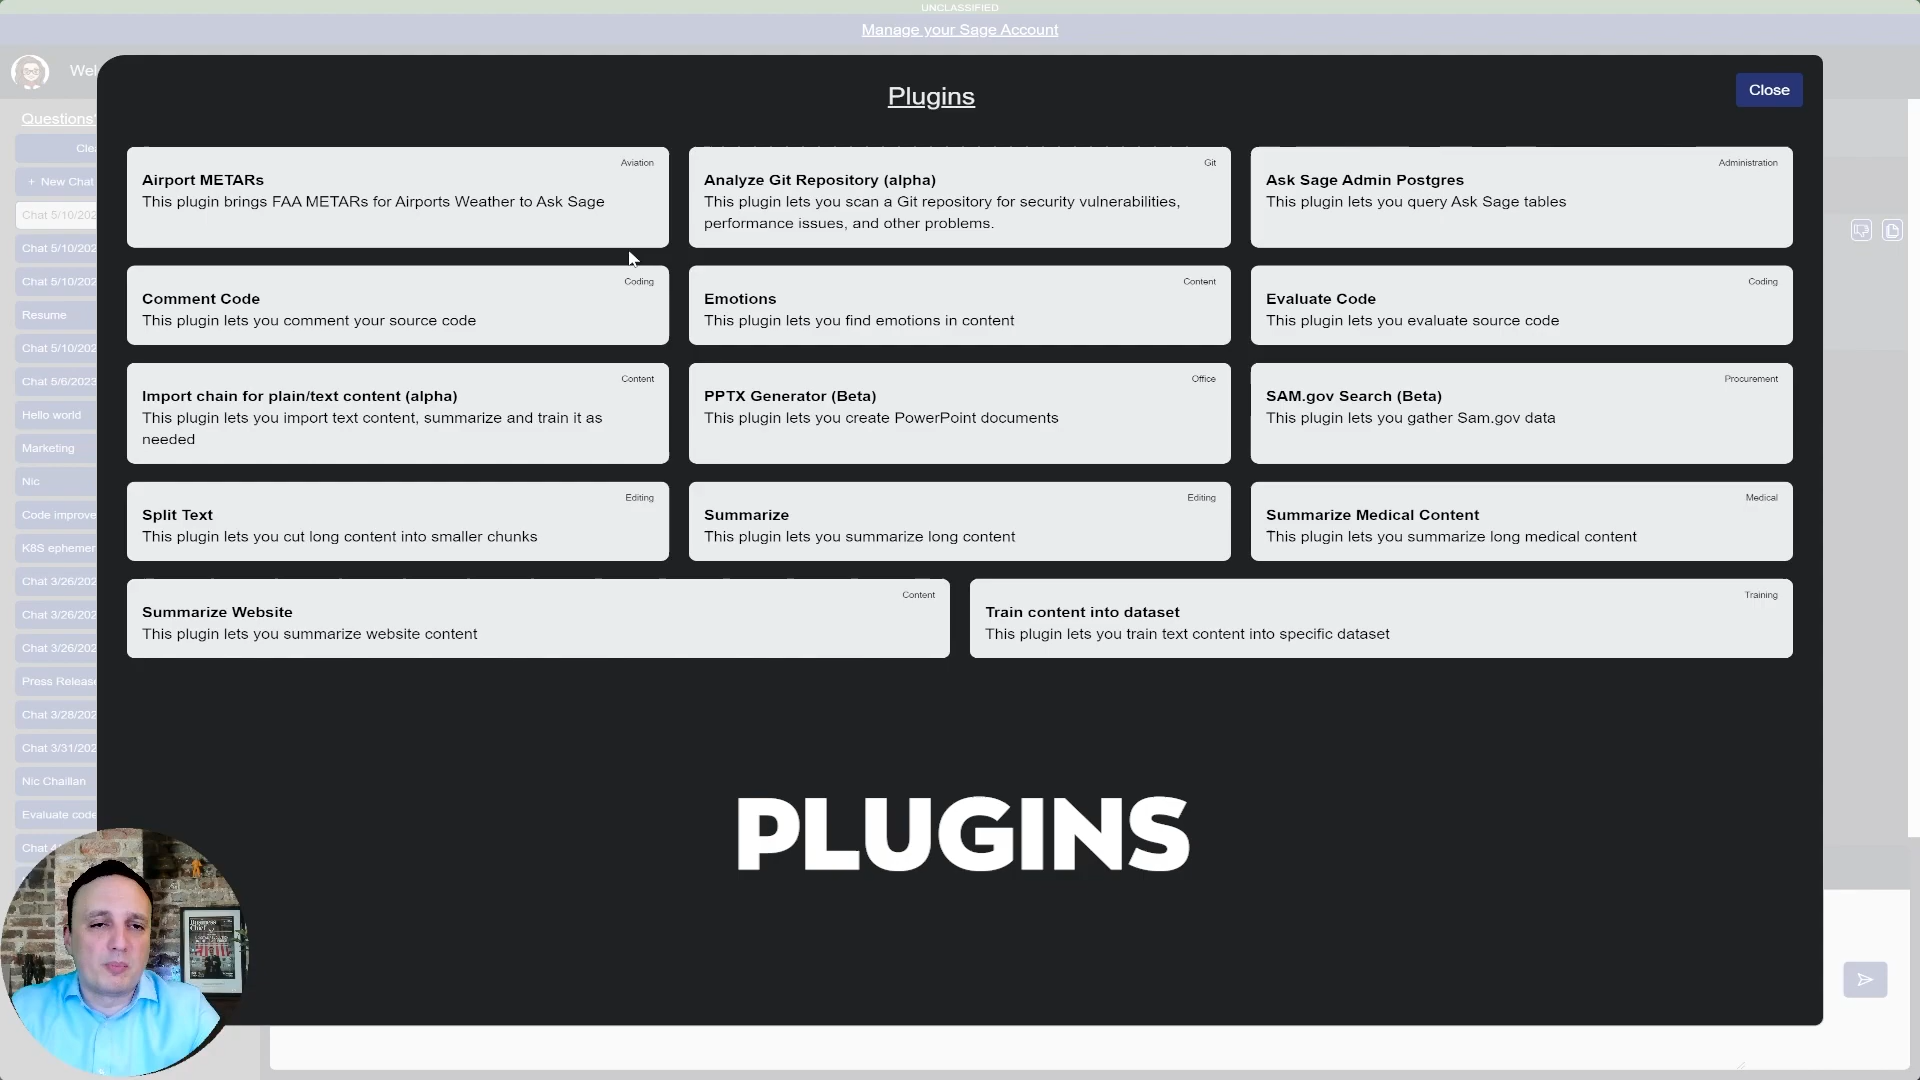 UNCLASSIFIED
Manage your Sage Account
Wel
Plugins
Close
Questions
Clea
+ New Chat
Chat 5/10/202
Chat 5/10/202
Chat 5/10/202
Resume
Chat 5/10/202
Chat 5/6/2023
Hello world
Marketing
Nic
Code improve
K8S ephemer
Chat 3/26/202
Chat 3/26/202
Chat 3/26/202
Press Release
Chat 3/28/202
Chat 3/31/202
Nic Chaillan
Evaluate code
Chat 4
Aviation
Airport METARs
This plugin brings FAA METARs for Airports Weather to Ask Sage
Git
Analyze Git Repository (alpha)
This plugin lets you scan a Git repository for security vulnerabilities,
performance issues, and other problems.
Administration
Ask Sage Admin Postgres
This plugin lets you query Ask Sage tables
Coding
Comment Code
This plugin lets you comment your source code
Content
Emotions
This plugin lets you find emotions in content
Coding
Evaluate Code
This plugin lets you evaluate source code
Content
Import chain for plain/text content (alpha)
This plugin lets you import text content, summarize and train it as
needed
Office
PPTX Generator (Beta)
This plugin lets you create PowerPoint documents
Procurement
SAM.gov Search (Beta)
This plugin lets you gather Sam.gov data
Editing
Split Text
This plugin lets you cut long content into smaller chunks
Editing
Summarize
This plugin lets you summarize long content
Medical
Summarize Medical Content
This plugin lets you summarize long medical content
Content
Summarize Website
This plugin lets you summarize website content
Training
Train content into dataset
This plugin lets you train text content into specific dataset
PLUGINS